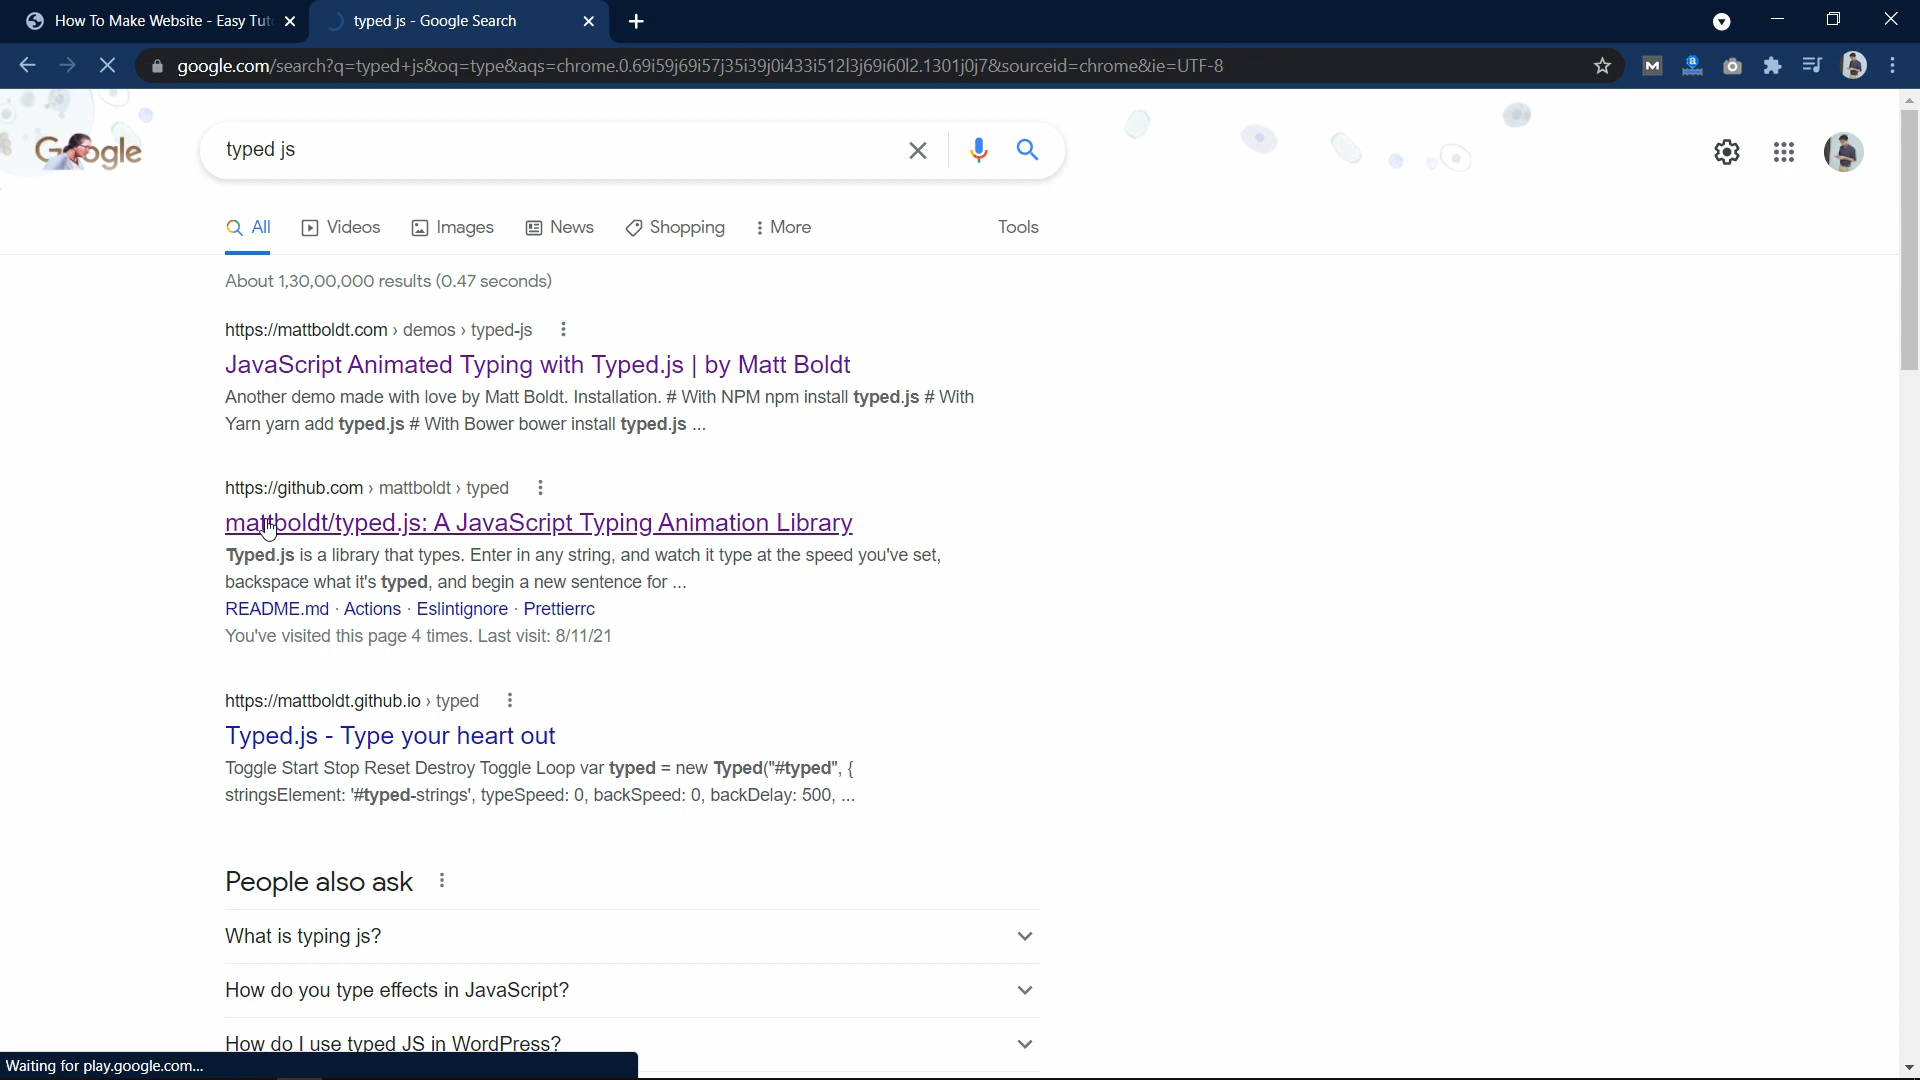 How To Make Website - Easy Tut
typed js - Google Search
google.com/search?q=typed+js&oq=type&aqs=chrome.0.69i59j69i57j35i39j0i433i512l3j69i60l2.1301j0j7&sourceid=chrome&ie=UTF-8
Google
typed js
All Videos Images News Shopping More Tools
About 1,30,00,000 results (0.47 seconds)
https://mattboldt.com › demos › typed-js
JavaScript Animated Typing with Typed.js | by Matt Boldt
Another demo made with love by Matt Boldt. Installation. # With NPM npm install typed.js # With
Yarn yarn add typed.js # With Bower bower install typed.js ...
https://github.com › mattboldt › typed
mattboldt/typed.js: A JavaScript Typing Animation Library
Typed.js is a library that types. Enter in any string, and watch it type at the speed you've set,
backspace what it's typed, and begin a new sentence for ...
README.md · Actions · Eslintignore · Prettierrc
You've visited this page 4 times. Last visit: 8/11/21
https://mattboldt.github.io › typed
Typed.js - Type your heart out
Toggle Start Stop Reset Destroy Toggle Loop var typed = new Typed("#typed", {
stringsElement: '#typed-strings', typeSpeed: 0, backSpeed: 0, backDelay: 500, ...
People also ask
What is typing js?
How do you type effects in JavaScript?
How do I use typed JS in WordPress?
Waiting for play.google.com...